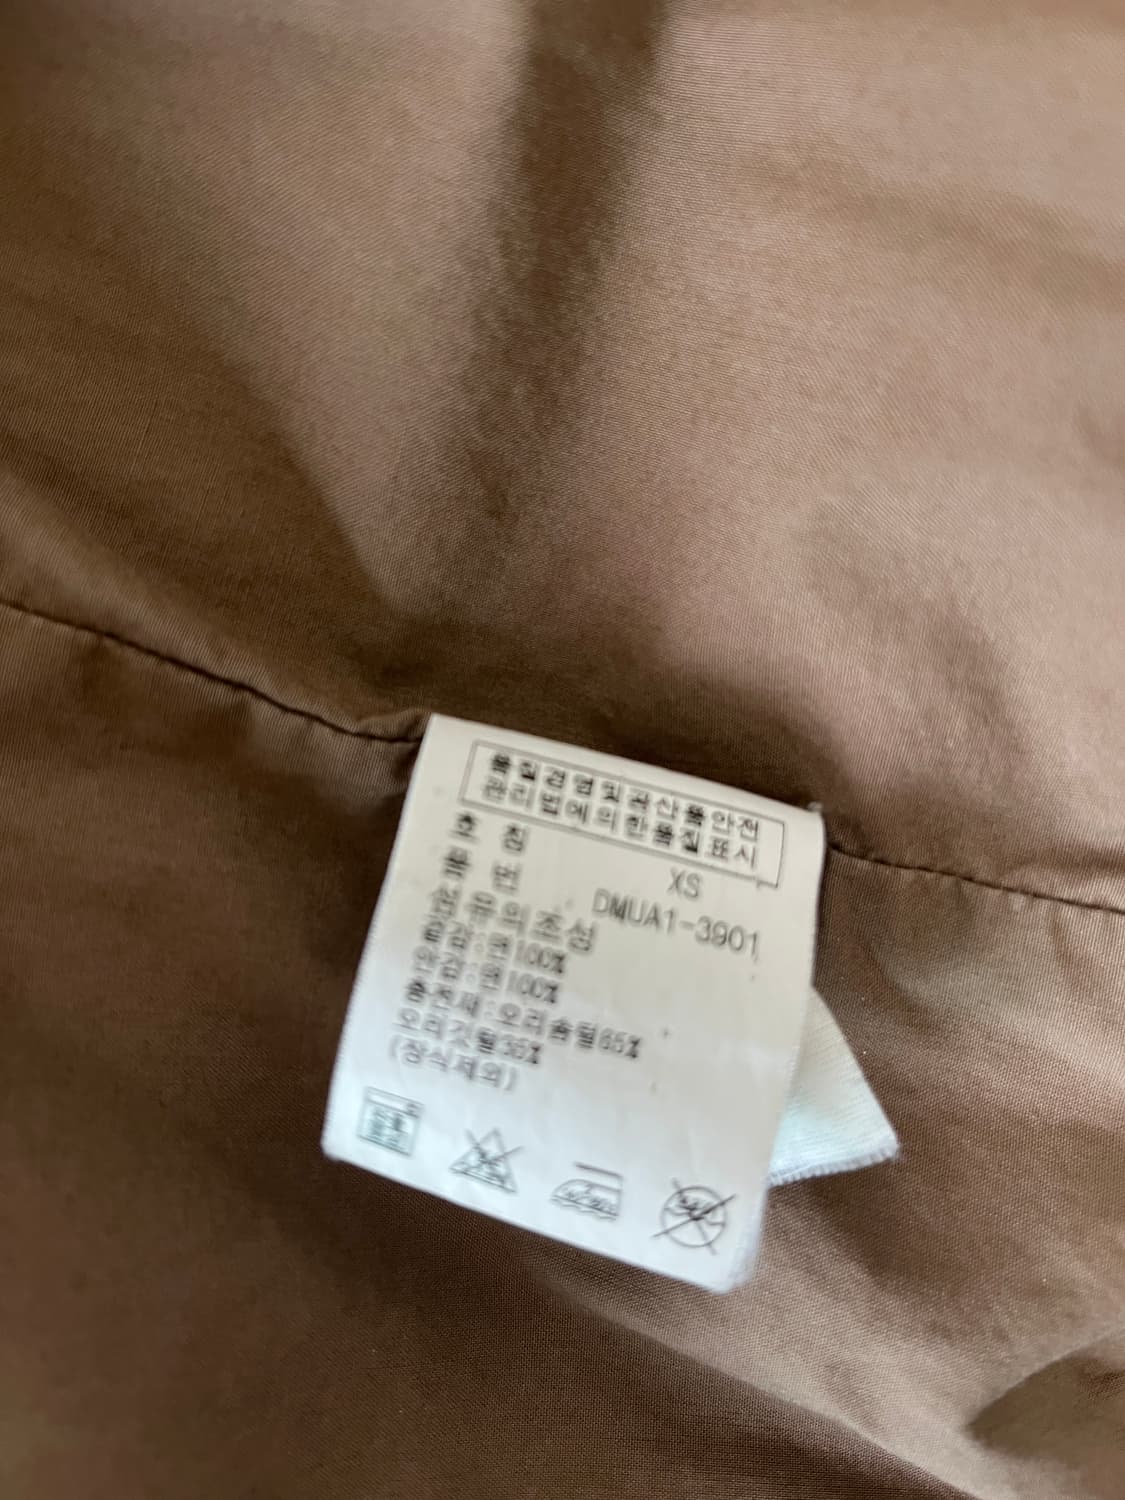 품질경영및공산품안전
관리법에의한품질표시
호 칭 XS
품 번 DMUA1-3901
섬유의조성
겉감:면100%
안감:면100%
충전재:오리솜털65%
오리깃털35%
(장식제외)